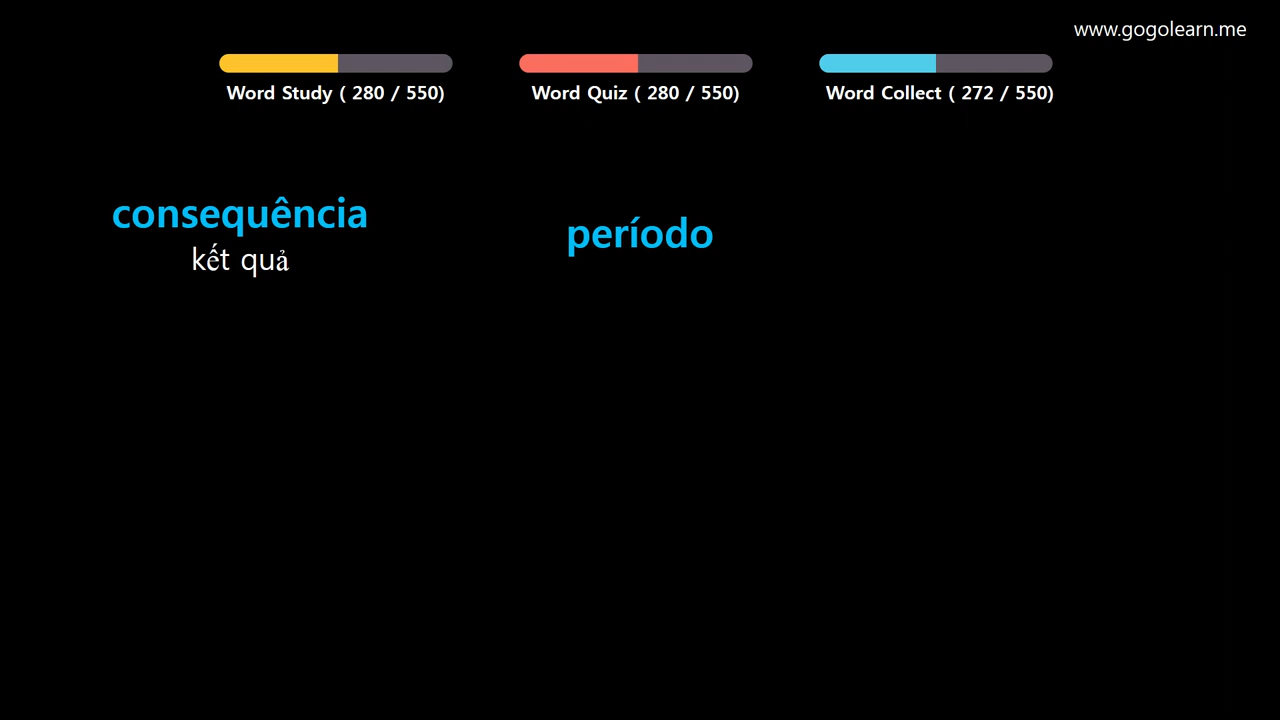 www.gogolearn.me
Word Study ( 280 / 550)
Word Quiz ( 280 / 550)
Word Collect ( 272 / 550)
consequência
kết quả
período